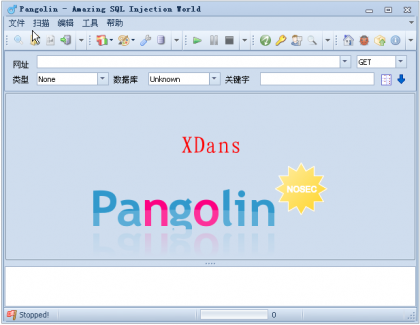 Pangolin - Amazing SQL Injection World
文件 扫描 编辑 工具 帮助
网址 GET
类型 None 数据库 Unknown 关键字
XDans
Pangolin NOSEC
Stopped! 0